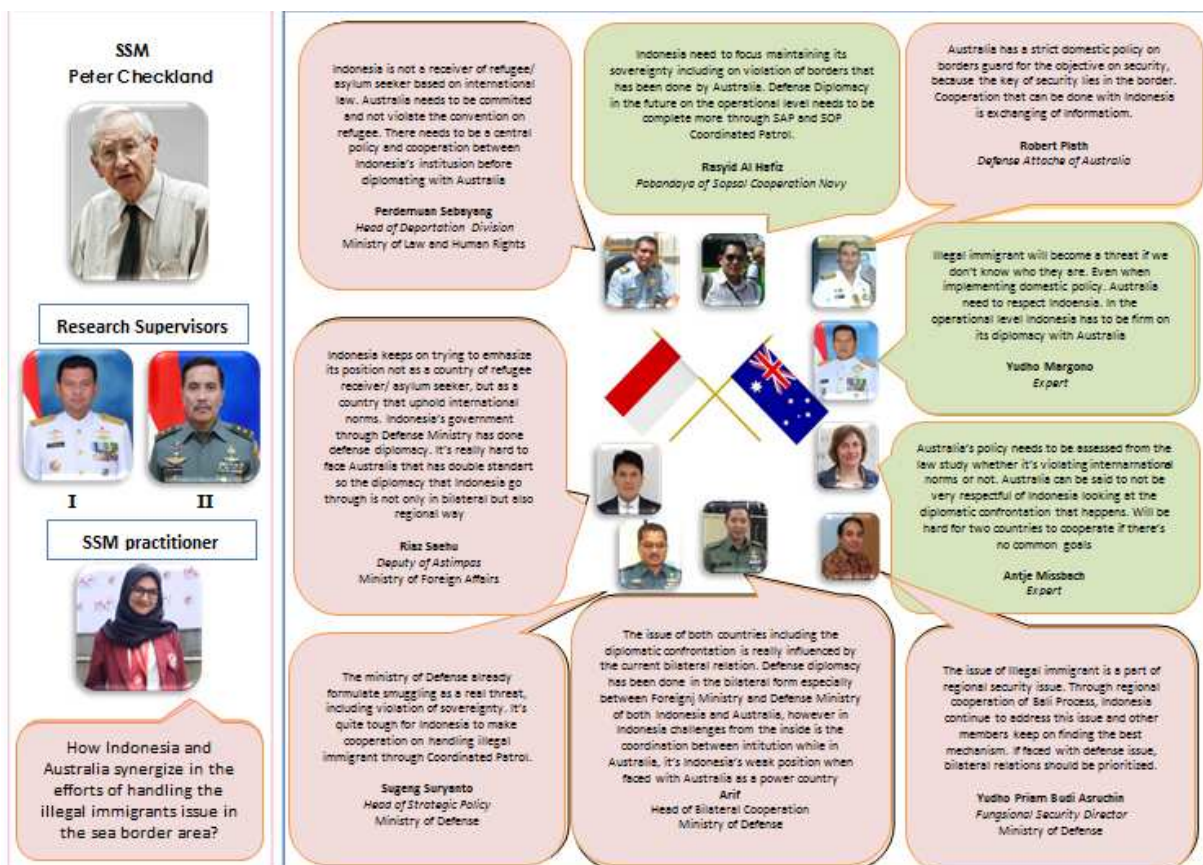 SSM
Peter Checkland
Research Supervisors
I
II
SSM practitioner
How Indonesia and
Australia synergize in the
efforts of handling the
illegal immigrants issue in
the sea border area?
Indonesia is not a receiver of refugee/
asylum seeker based on international
law. Australia needs to be commited
and not violate the convention on
refugee. There needs to be a central
policy and cooperation between
Indonesia's institusion before
diplomating with Australia
Perdemuan Sebayang
Head of Deportation Division
Ministry of Law and Human Rights
Indonesia need to focus maintaining its
sovereignty including on violation of borders that
has been done by Australia. Defense Diplomacy
in the future on the operational level needs to be
complete more through SAP and SOP
Coordinated Patrol.
Rasyid Al Hafiz
Pabandaya of Sopsal Cooperation Navy
Australia has a strict domestic policy on
borders guard for the objective on security,
because the key of security lies in the border.
Cooperation that can be done with Indonesia
is exchanging of informatiom.
Robert Plath
Defense Attache of Australia
Illegal immigrant will become a threat if we
don't know who they are. Even when
implementing domestic policy. Australia
need to respect Indoensia. In the
operational level Indonesia has to be firm on
its diplomacy with Australia
Yudho Margono
Expert
Indonesia keeps on trying to emhasize
its position not as a country of refugee
receiver/ asylum seeker, but as a
country that uphold international
norms. Indonesia's government
through Defense Ministry has done
defense diplomacy. It's really hard to
face Australia that has double standart
so the diplomacy that Indonesia go
through is not only in bilateral but also
regional way
Riaz Saehu
Deputy of Astimpas
Ministry of Foreign Affairs
Australia's policy needs to be assessed from the
law study whether it's violating internarnational
norms or not. Australia can be said to not be
very respectful of Indonesia looking at the
diplomatic confrontation that happens. Will be
hard for two countries to cooperate if there's
no common goals
Antje Missbach
Expert
The ministry of Defense already
formulate smuggling as a real threat,
including violation of sovereignty. It's
quite tough for Indonesia to make
cooperation on handling illegal
immigrant through Coordinated Patrol.
Sugeng Suryanto
Head of Strategic Policy
Ministry of Defense
The issue of both countries including the
diplomatic confrontation is really influenced by
the current bilateral relation. Defense diplomacy
has been done in the bilateral form especially
between Foreignj Ministry and Defense Ministry
of both Indonesia and Australia, however in
Indonesia challenges from the inside is the
coordination between intitution while in
Australia, it's Indonesia's weak position when
faced with Australia as a power country
Arif
Head of Bilateral Cooperation
Ministry of Defense
The issue of illegal immigrant is a part of
regional security issue. Through regional
cooperation of Bali Process, Indonesia
continue to address this issue and other
members keep on finding the best
mechanism. If faced with defense issue,
bilateral relations should be prioritized.
Yudho Priam Budi Asruchin
Fungsional Security Director
Ministry of Defense